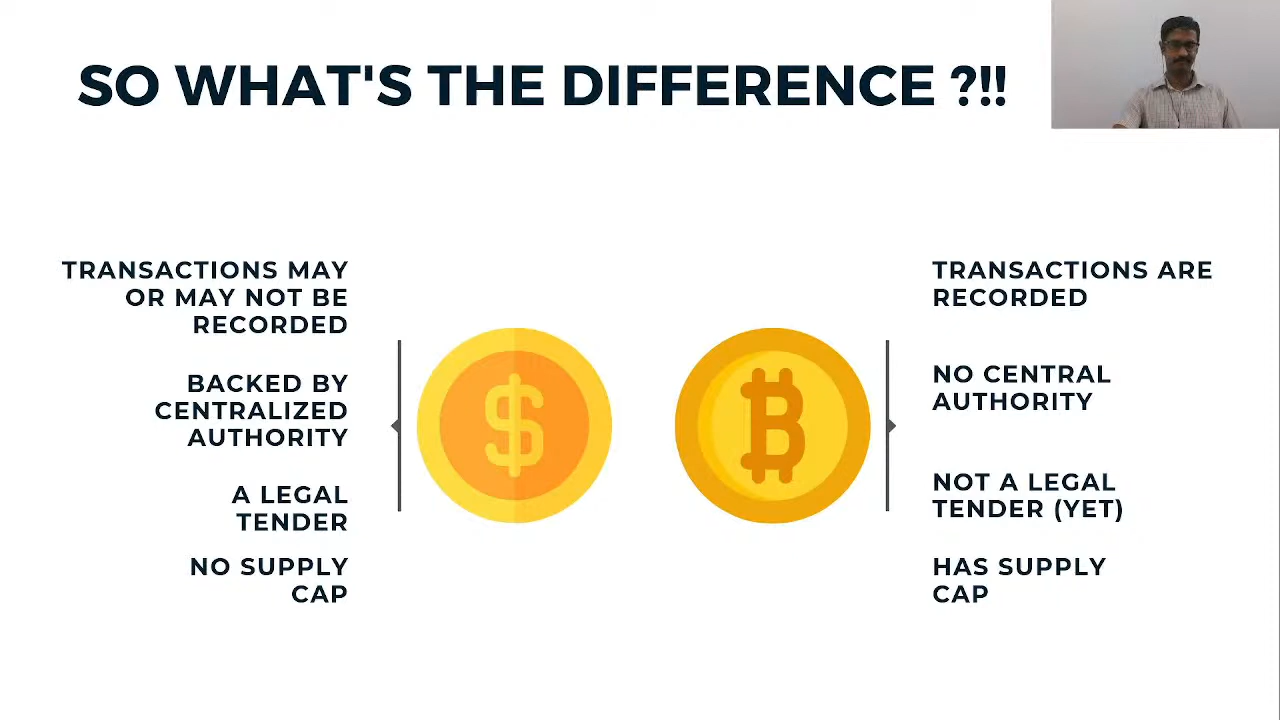 SO WHAT'S THE DIFFERENCE ?!!
TRANSACTIONS MAY
OR MAY NOT BE
RECORDED
BACKED BY
CENTRALIZED
AUTHORITY
A LEGAL
TENDER
NO SUPPLY
CAP
TRANSACTIONS ARE
RECORDED
NO CENTRAL
AUTHORITY
NOT A LEGAL
TENDER (YET)
HAS SUPPLY
CAP